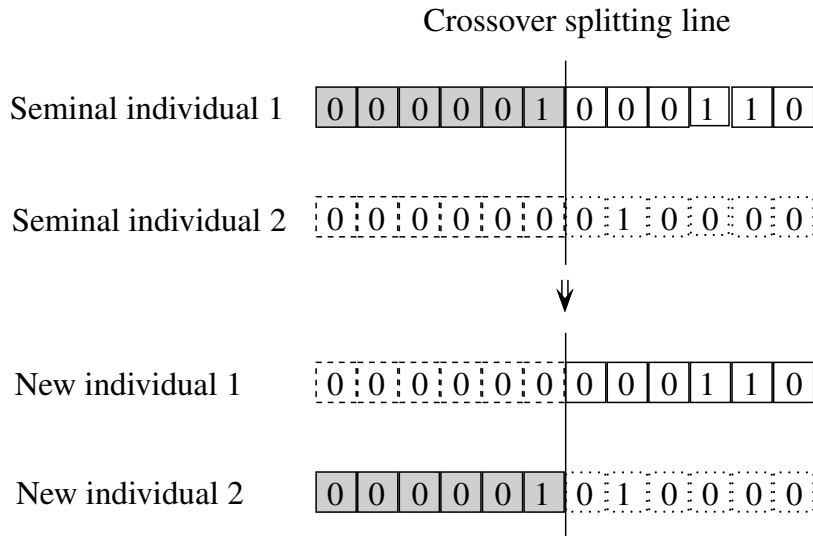 Crossover splitting line
Seminal individual 1 0 0 0 0 0 1 0 0 0 1 1 0
Seminal individual 2 0 0 0 0 0 0 0 1 0 0 0 0
New individual 1 0 0 0 0 0 0 0 0 0 1 1 0
New individual 2 0 0 0 0 0 1 0 1 0 0 0 0